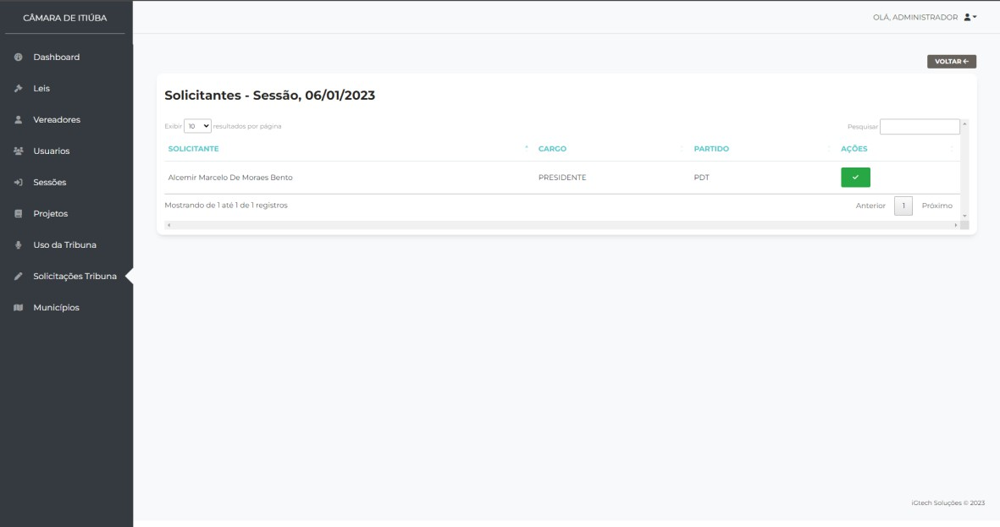 CÂMARA DE ITIÚBA
OLÁ, ADMINISTRADOR
Dashboard
Leis
Vereadores
Usuarios
Sessões
Projetos
Uso da Tribuna
Solicitações Tribuna
Municípios
VOLTAR
Solicitantes - Sessão, 06/01/2023
Exibir 10 resultados por página
Pesquisar
SOLICITANTE CARGO PARTIDO AÇÕES
Alcemir Marcelo De Moraes Bento PRESIDENTE PDT
Mostrando de 1 até 1 de 1 registros
Anterior 1 Próximo
iGtech Soluções © 2023